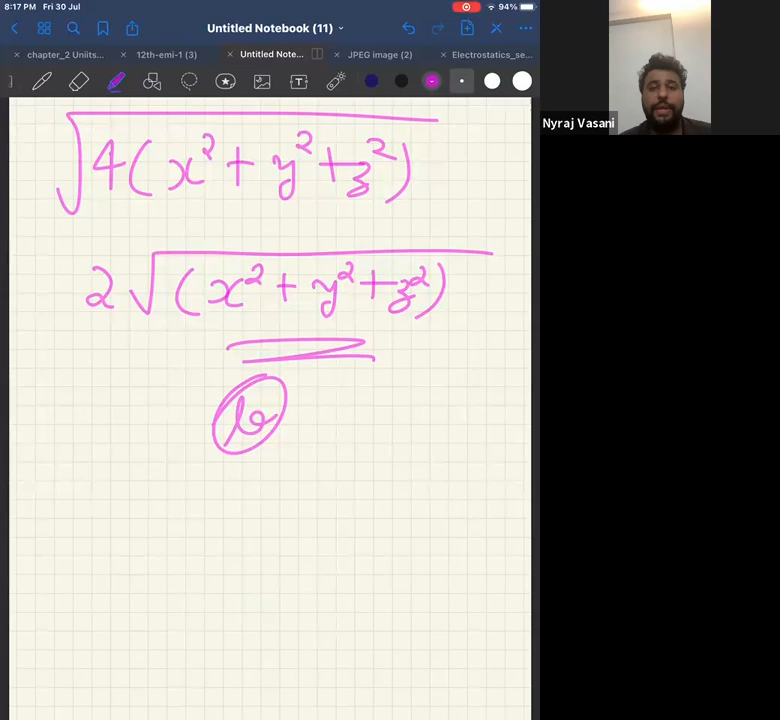 8:17 PM Fri 30 Jul 94%
Untitled Notebook (11)
chapter_2 Uniits... 12th-emi-1 (3) Untitled Note... JPEG image (2) Electrostatics_se...
√4(x²+y²+z²)
2√(x²+y²+z²)
b
Nyraj Vasani